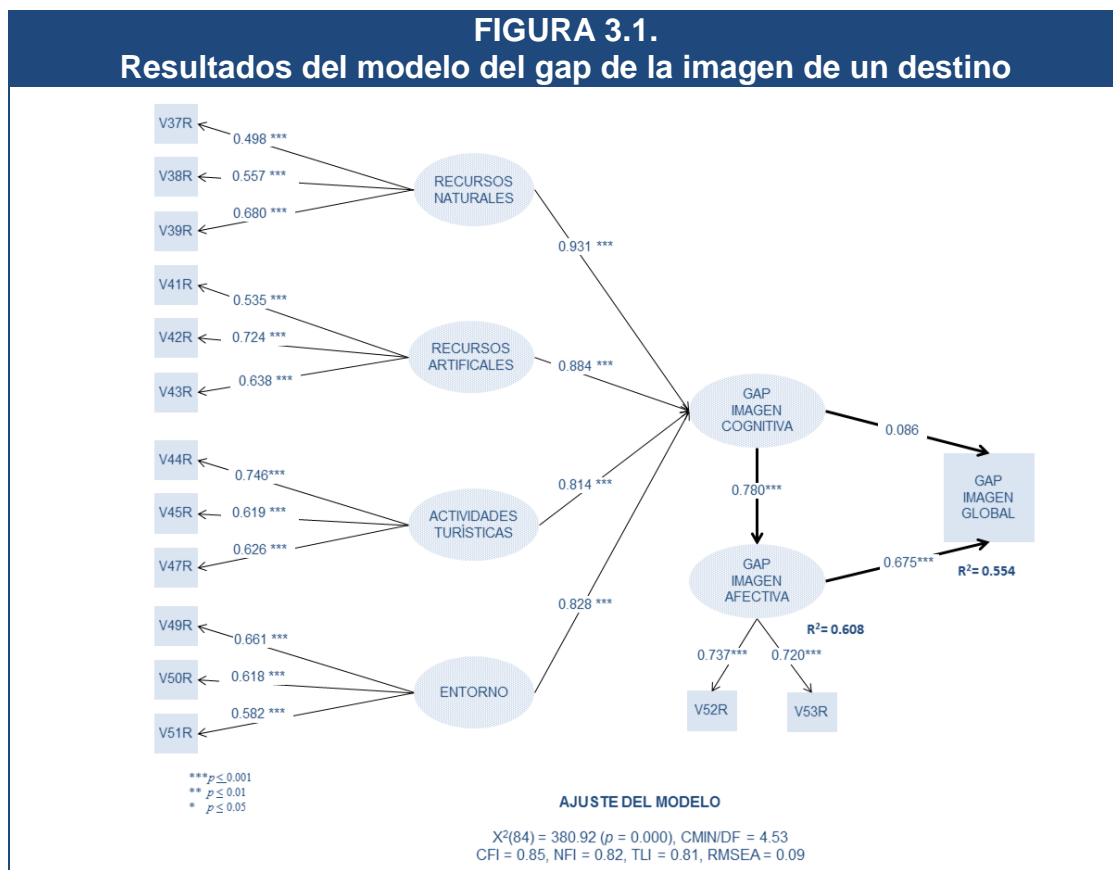 FIGURA 3.1.
Resultados del modelo del gap de la imagen de un destino
V37R
0.498 ***
V38R
0.557 ***
V39R
0.680 ***
RECURSOS
NATURALES
0.931 ***
V41R
0.535 ***
V42R
0.724 ***
V43R
0.638 ***
RECURSOS
ARTIFICALES
0.884 ***
V44R
0.746***
V45R
0.619 ***
V47R
0.626 ***
ACTIVIDADES
TURÍSTICAS
0.814 ***
V49R
0.661 ***
V50R
0.618 ***
V51R
0.582 ***
ENTORNO
0.828 ***
GAP
IMAGEN
COGNITIVA
0.086
0.780***
GAP
IMAGEN
GLOBAL
R²= 0.554
GAP
IMAGEN
AFECTIVA
0.675***
R²= 0.608
0.737***
0.720***
V52R
V53R
***p ≤ 0.001
** p ≤ 0.01
* p ≤ 0.05
AJUSTE DEL MODELO
X²(84) = 380.92 (p = 0.000), CMIN/DF = 4.53
CFI = 0.85, NFI = 0.82, TLI = 0.81, RMSEA = 0.09